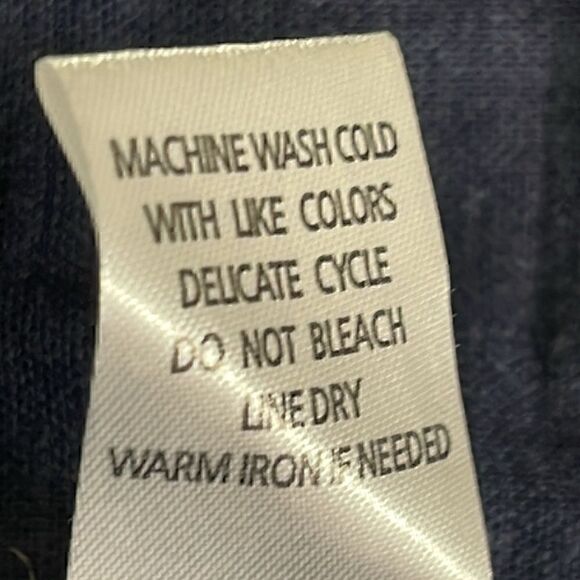 MACHINE WASH COLD
WITH LIKE COLORS
DELICATE CYCLE
DO NOT BLEACH
LINE DRY
WARM IRON IF NEEDED